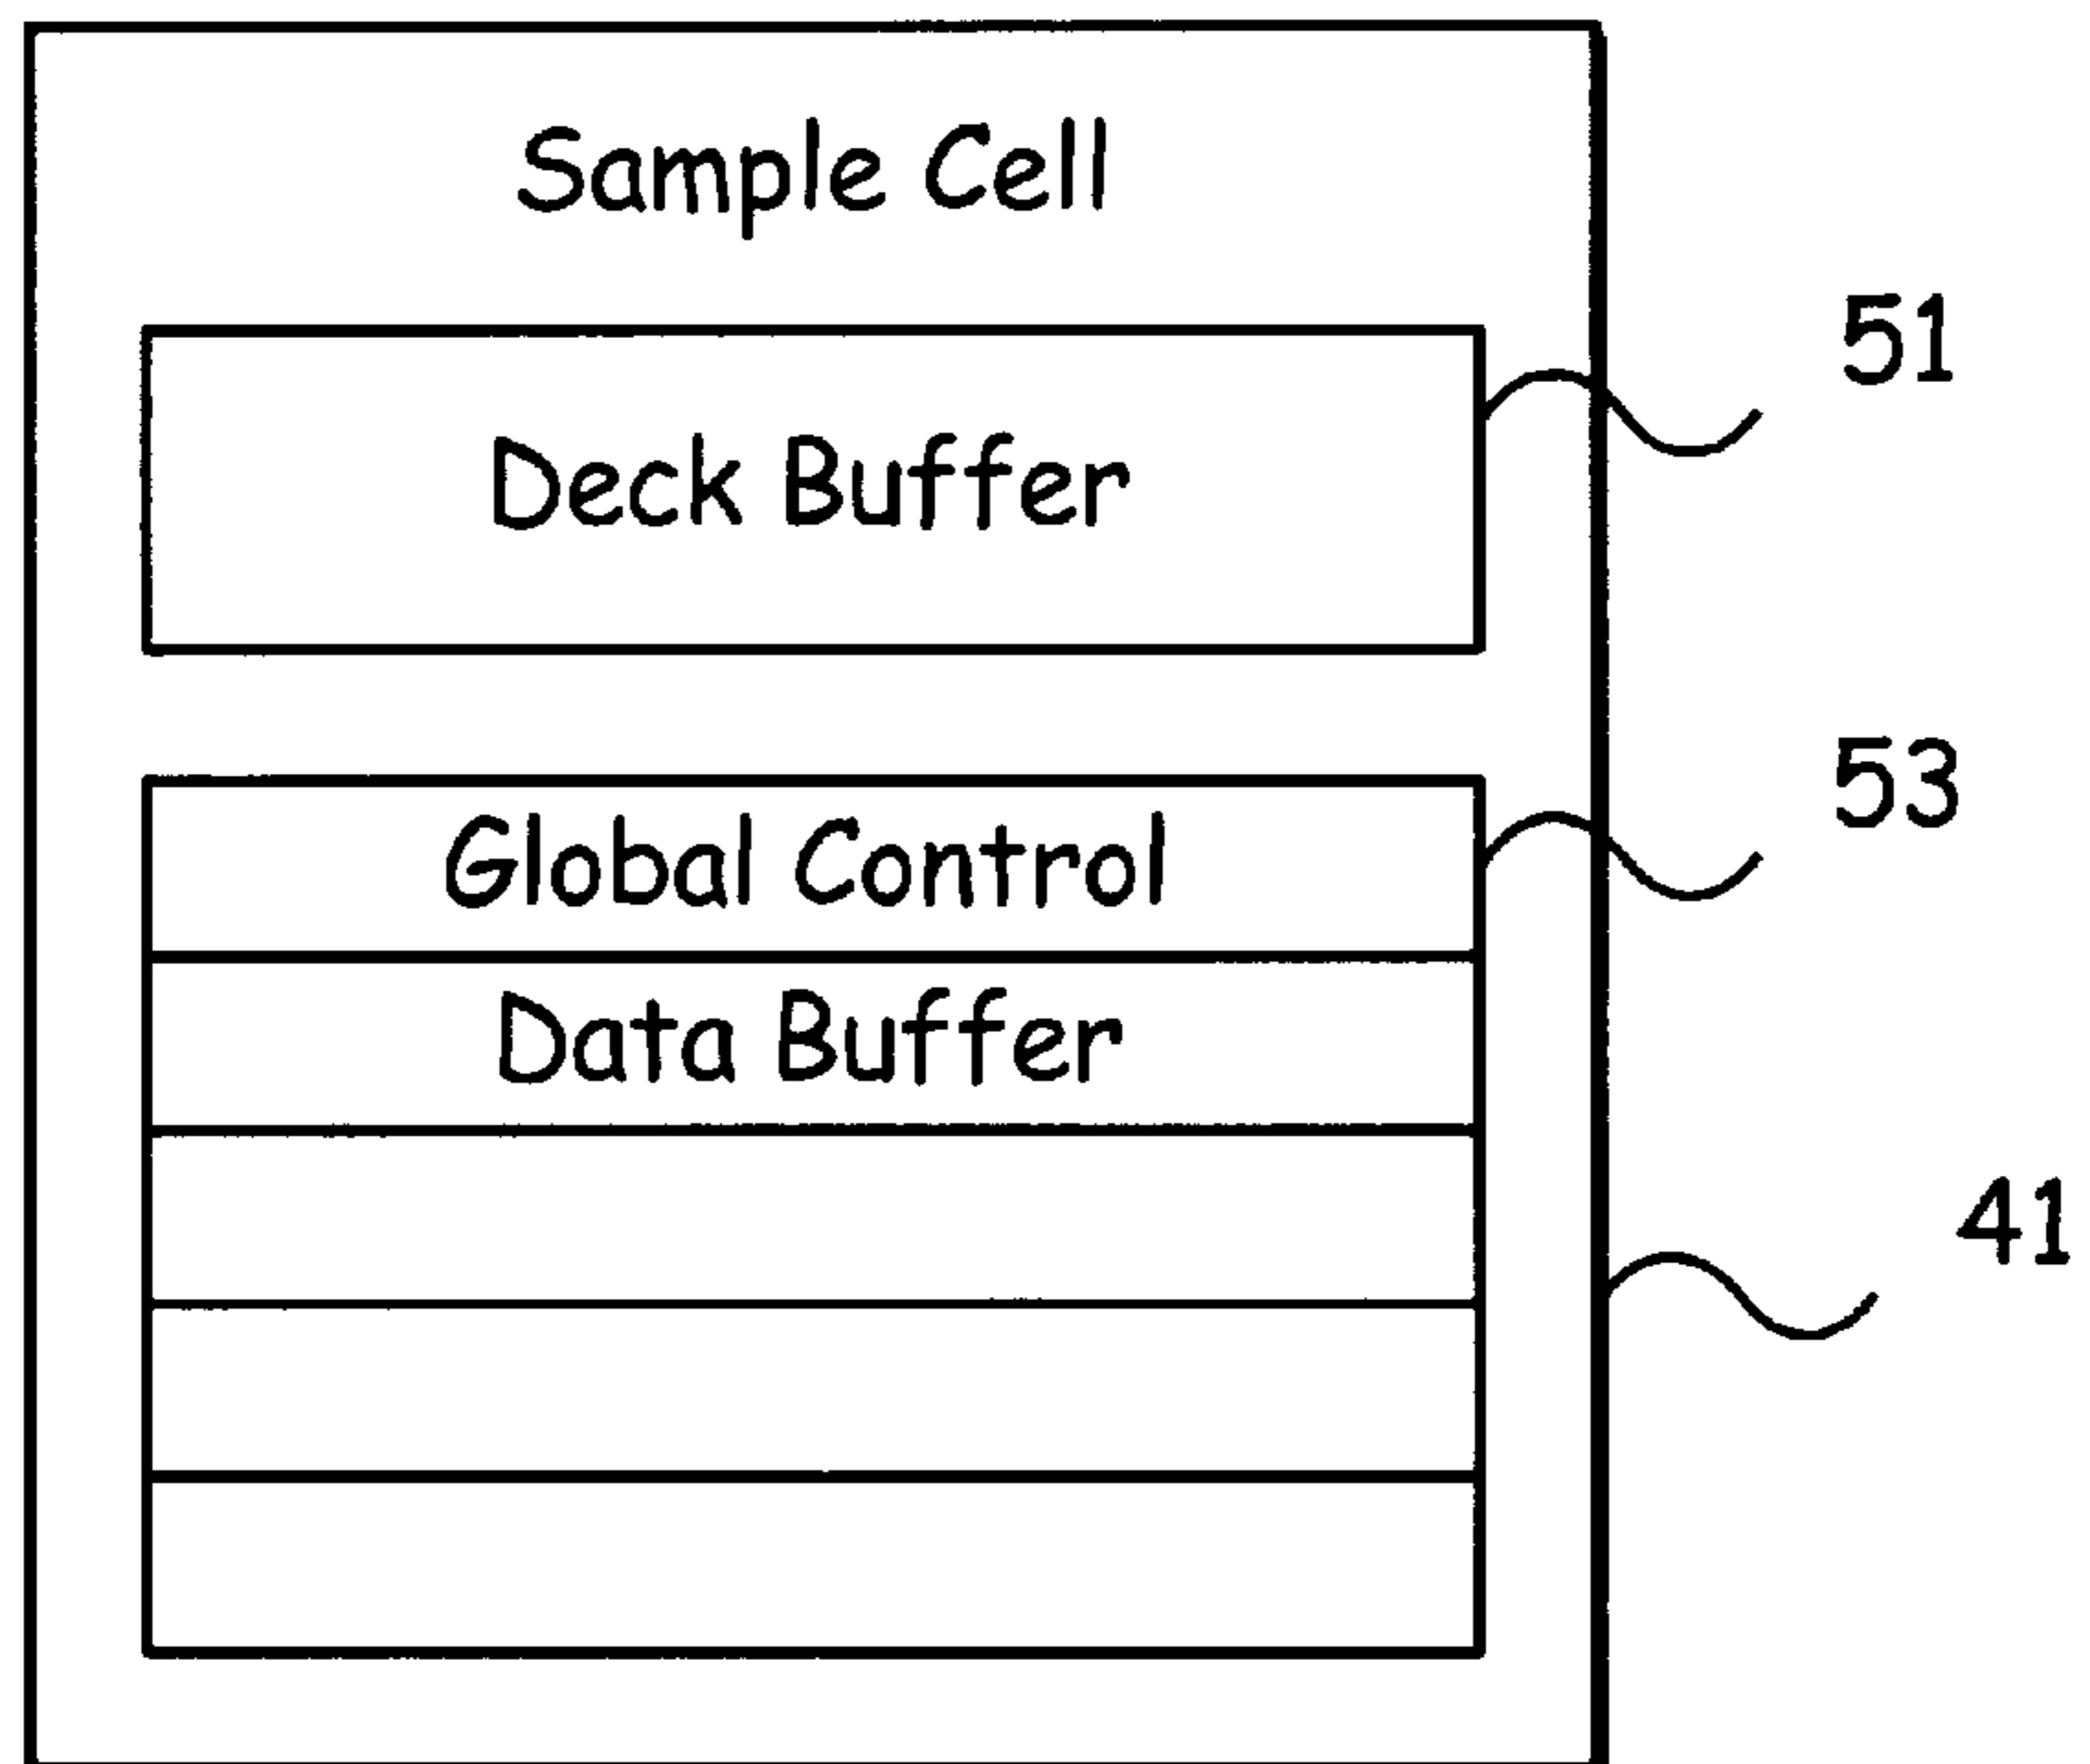 Sample Cell
51
Deck Buffer
53
Global Control
Data Buffer
41